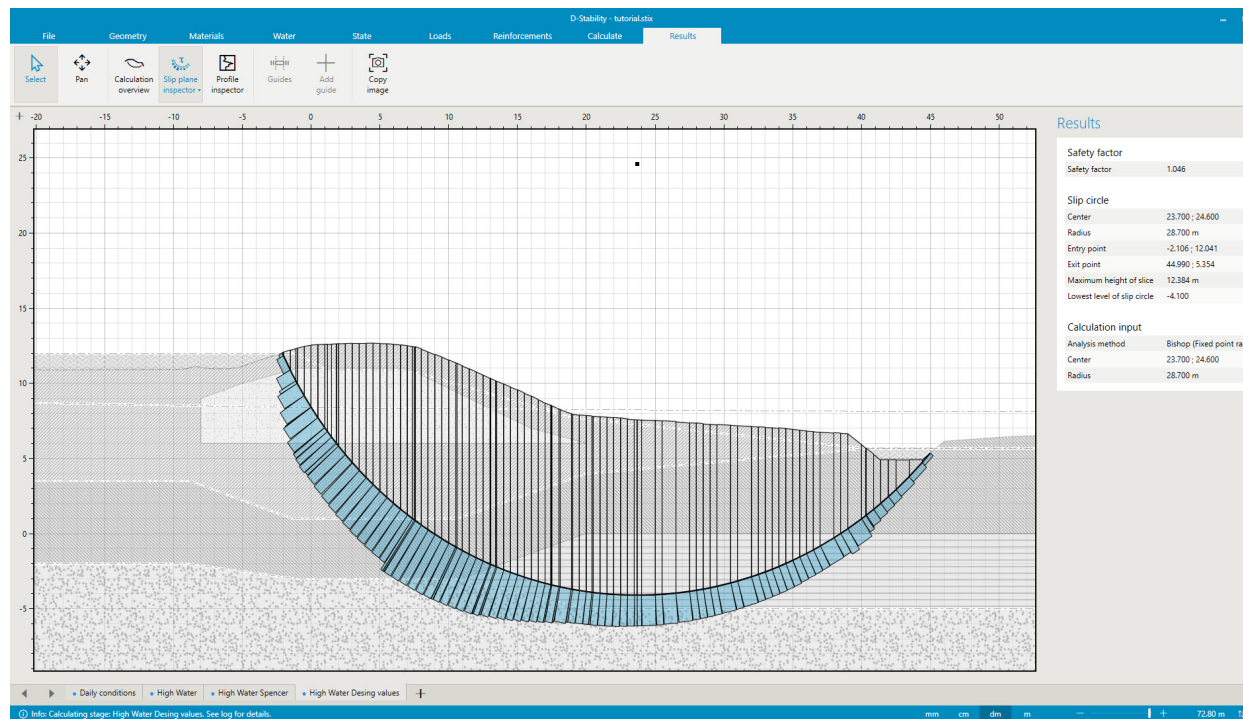 D-Stability - tutorial.stix
File Geometry Materials Water State Loads Reinforcements Calculate Results
Select Pan Calculation overview Slip plane inspector Profile inspector Guides Add guide Copy image
-20 -15 -10 -5 0 5 10 15 20 25 30 35 40 45 50
25
20
15
10
5
0
-5
Results
Safety factor
Safety factor 1.046
Slip circle
Center 23.700 ; 24.600
Radius 28.700 m
Entry point -2.106 ; 12.041
Exit point 44.990 ; 5.354
Maximum height of slice 12.384 m
Lowest level of slip circle -4.100
Calculation input
Analysis method Bishop (Fixed point ra
Center 23.700 ; 24.600
Radius 28.700 m
Daily conditions High Water High Water Spencer High Water Desing values
Info: Calculating stage: High Water Desing values. See log for details. mm cm dm m 72.80 m